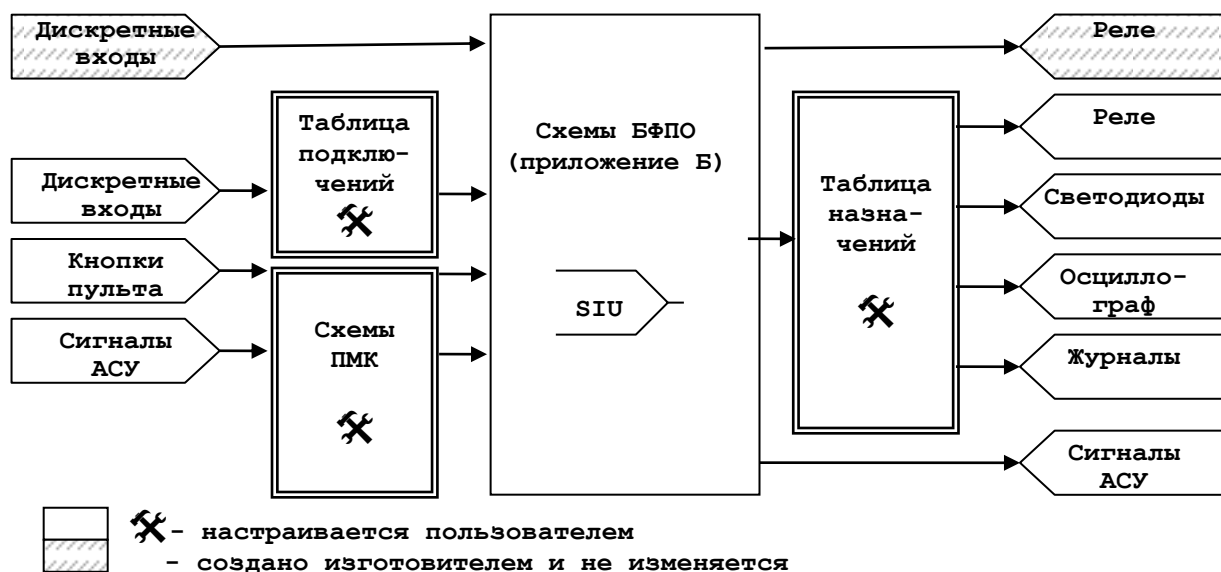 Дискретные
входы
Дискретные
входы
Кнопки
пульта
Сигналы
АСУ
Таблица
подклю-
чений
Схемы
ПМК
Схемы БФПО
(приложение Б)
SIU
Таблица
назна-
чений
Реле
Реле
Светодиоды
Осцилло-
граф
Журналы
Сигналы
АСУ
- настраивается пользователем
- создано изготовителем и не изменяется